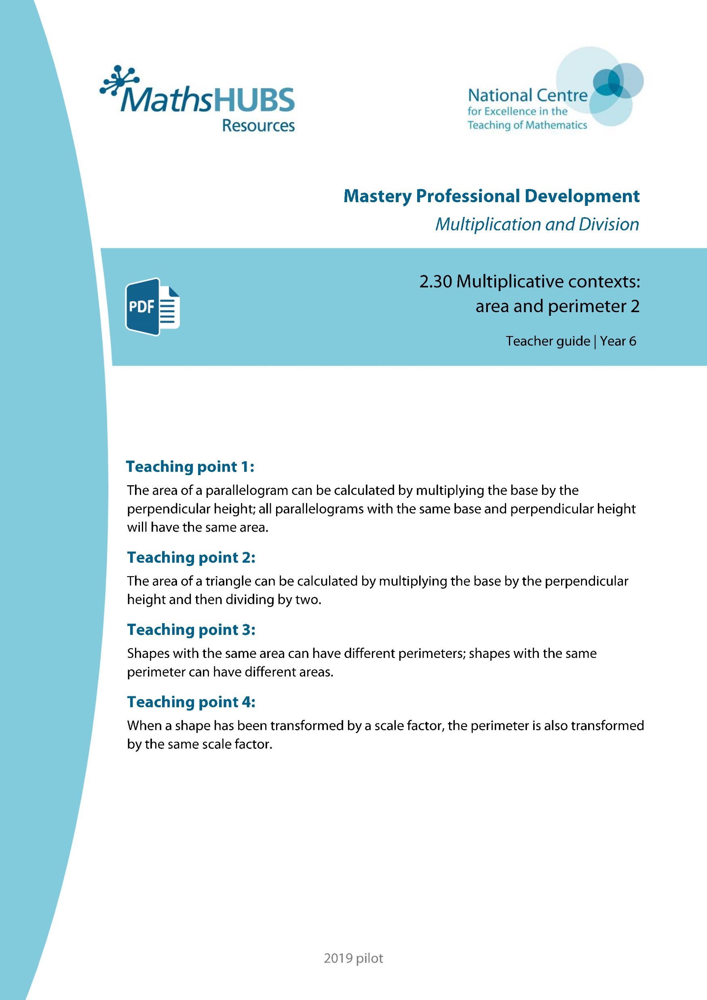 MathsHUBS
Resources
National Centre
for Excellence in the
Teaching of Mathematics
Mastery Professional Development
Multiplication and Division
PDF
2.30 Multiplicative contexts:
area and perimeter 2
Teacher guide | Year 6
Teaching point 1:
The area of a parallelogram can be calculated by multiplying the base by the
perpendicular height; all parallelograms with the same base and perpendicular height
will have the same area.
Teaching point 2:
The area of a triangle can be calculated by multiplying the base by the perpendicular
height and then dividing by two.
Teaching point 3:
Shapes with the same area can have different perimeters; shapes with the same
perimeter can have different areas.
Teaching point 4:
When a shape has been transformed by a scale factor, the perimeter is also transformed
by the same scale factor.
2019 pilot